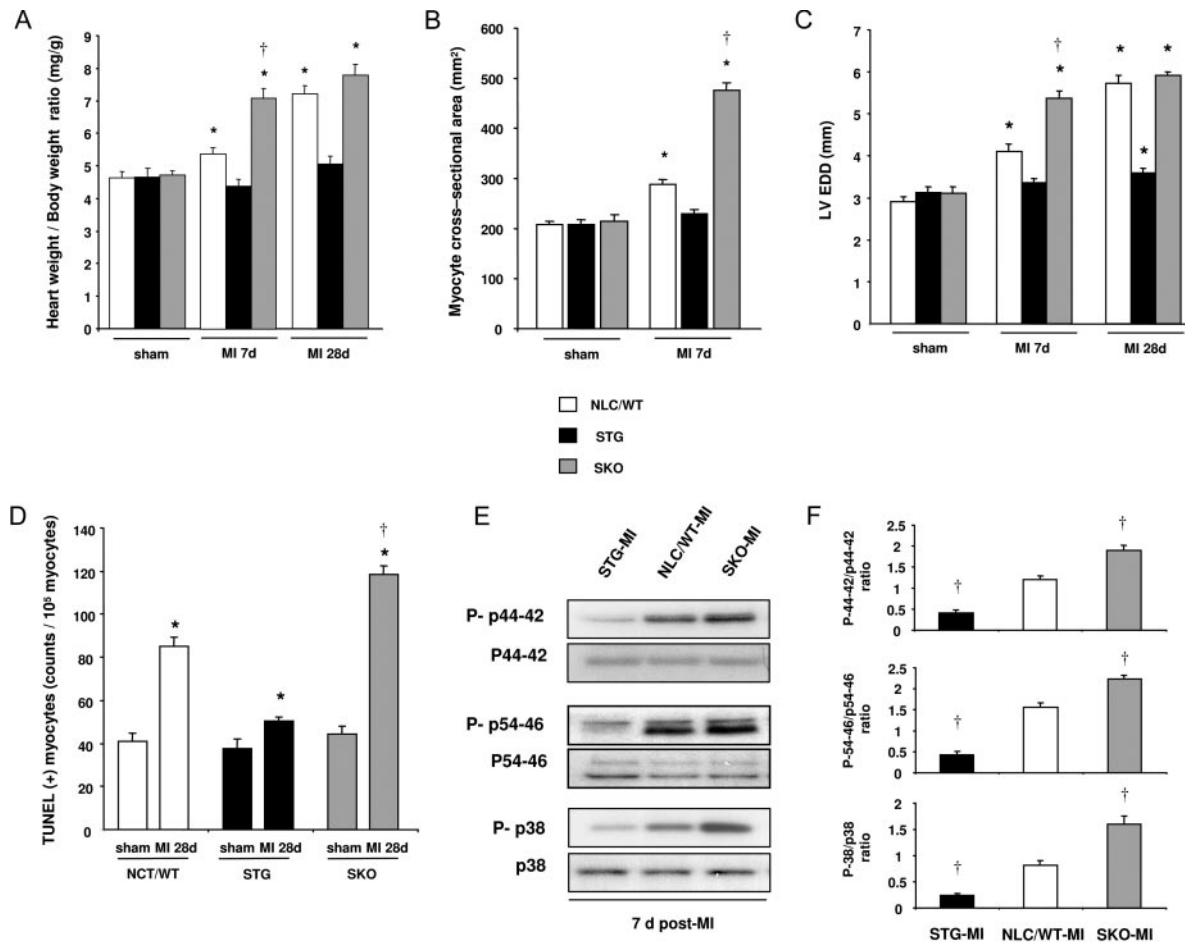 A
Heart weight / Body weight ratio (mg/g)
9
8
7
6
5
4
3
2
1
0
*
†
*
*
*
sham
MI 7d
MI 28d
B
Myocyte cross–sectional area (mm²)
600
500
400
300
200
100
0
*
†
*
sham
MI 7d
C
LV EDD (mm)
7
6
5
4
3
2
1
0
*
†
*
*
*
*
sham
MI 7d
MI 28d
NLC/WT
STG
SKO
D
TUNEL (+) myocytes (counts / 10⁵ myocytes)
140
120
100
80
60
40
20
0
*
*
†
*
sham MI 28d sham MI 28d sham MI 28d
NCT/WT STG SKO
E
STG-MI
NLC/WT-MI
SKO-MI
P- p44-42
P44-42
P- p54-46
P54-46
P- p38
p38
7 d post-MI
F
P-44-42/p44-42
ratio
2.5
2
1.5
1
0.5
0
†
†
P-54-46/p54-46
ratio
2.5
2
1.5
1
0.5
0
†
†
P-38/p38
ratio
2
1.5
1
0.5
0
†
†
STG-MI NLC/WT-MI SKO-MI